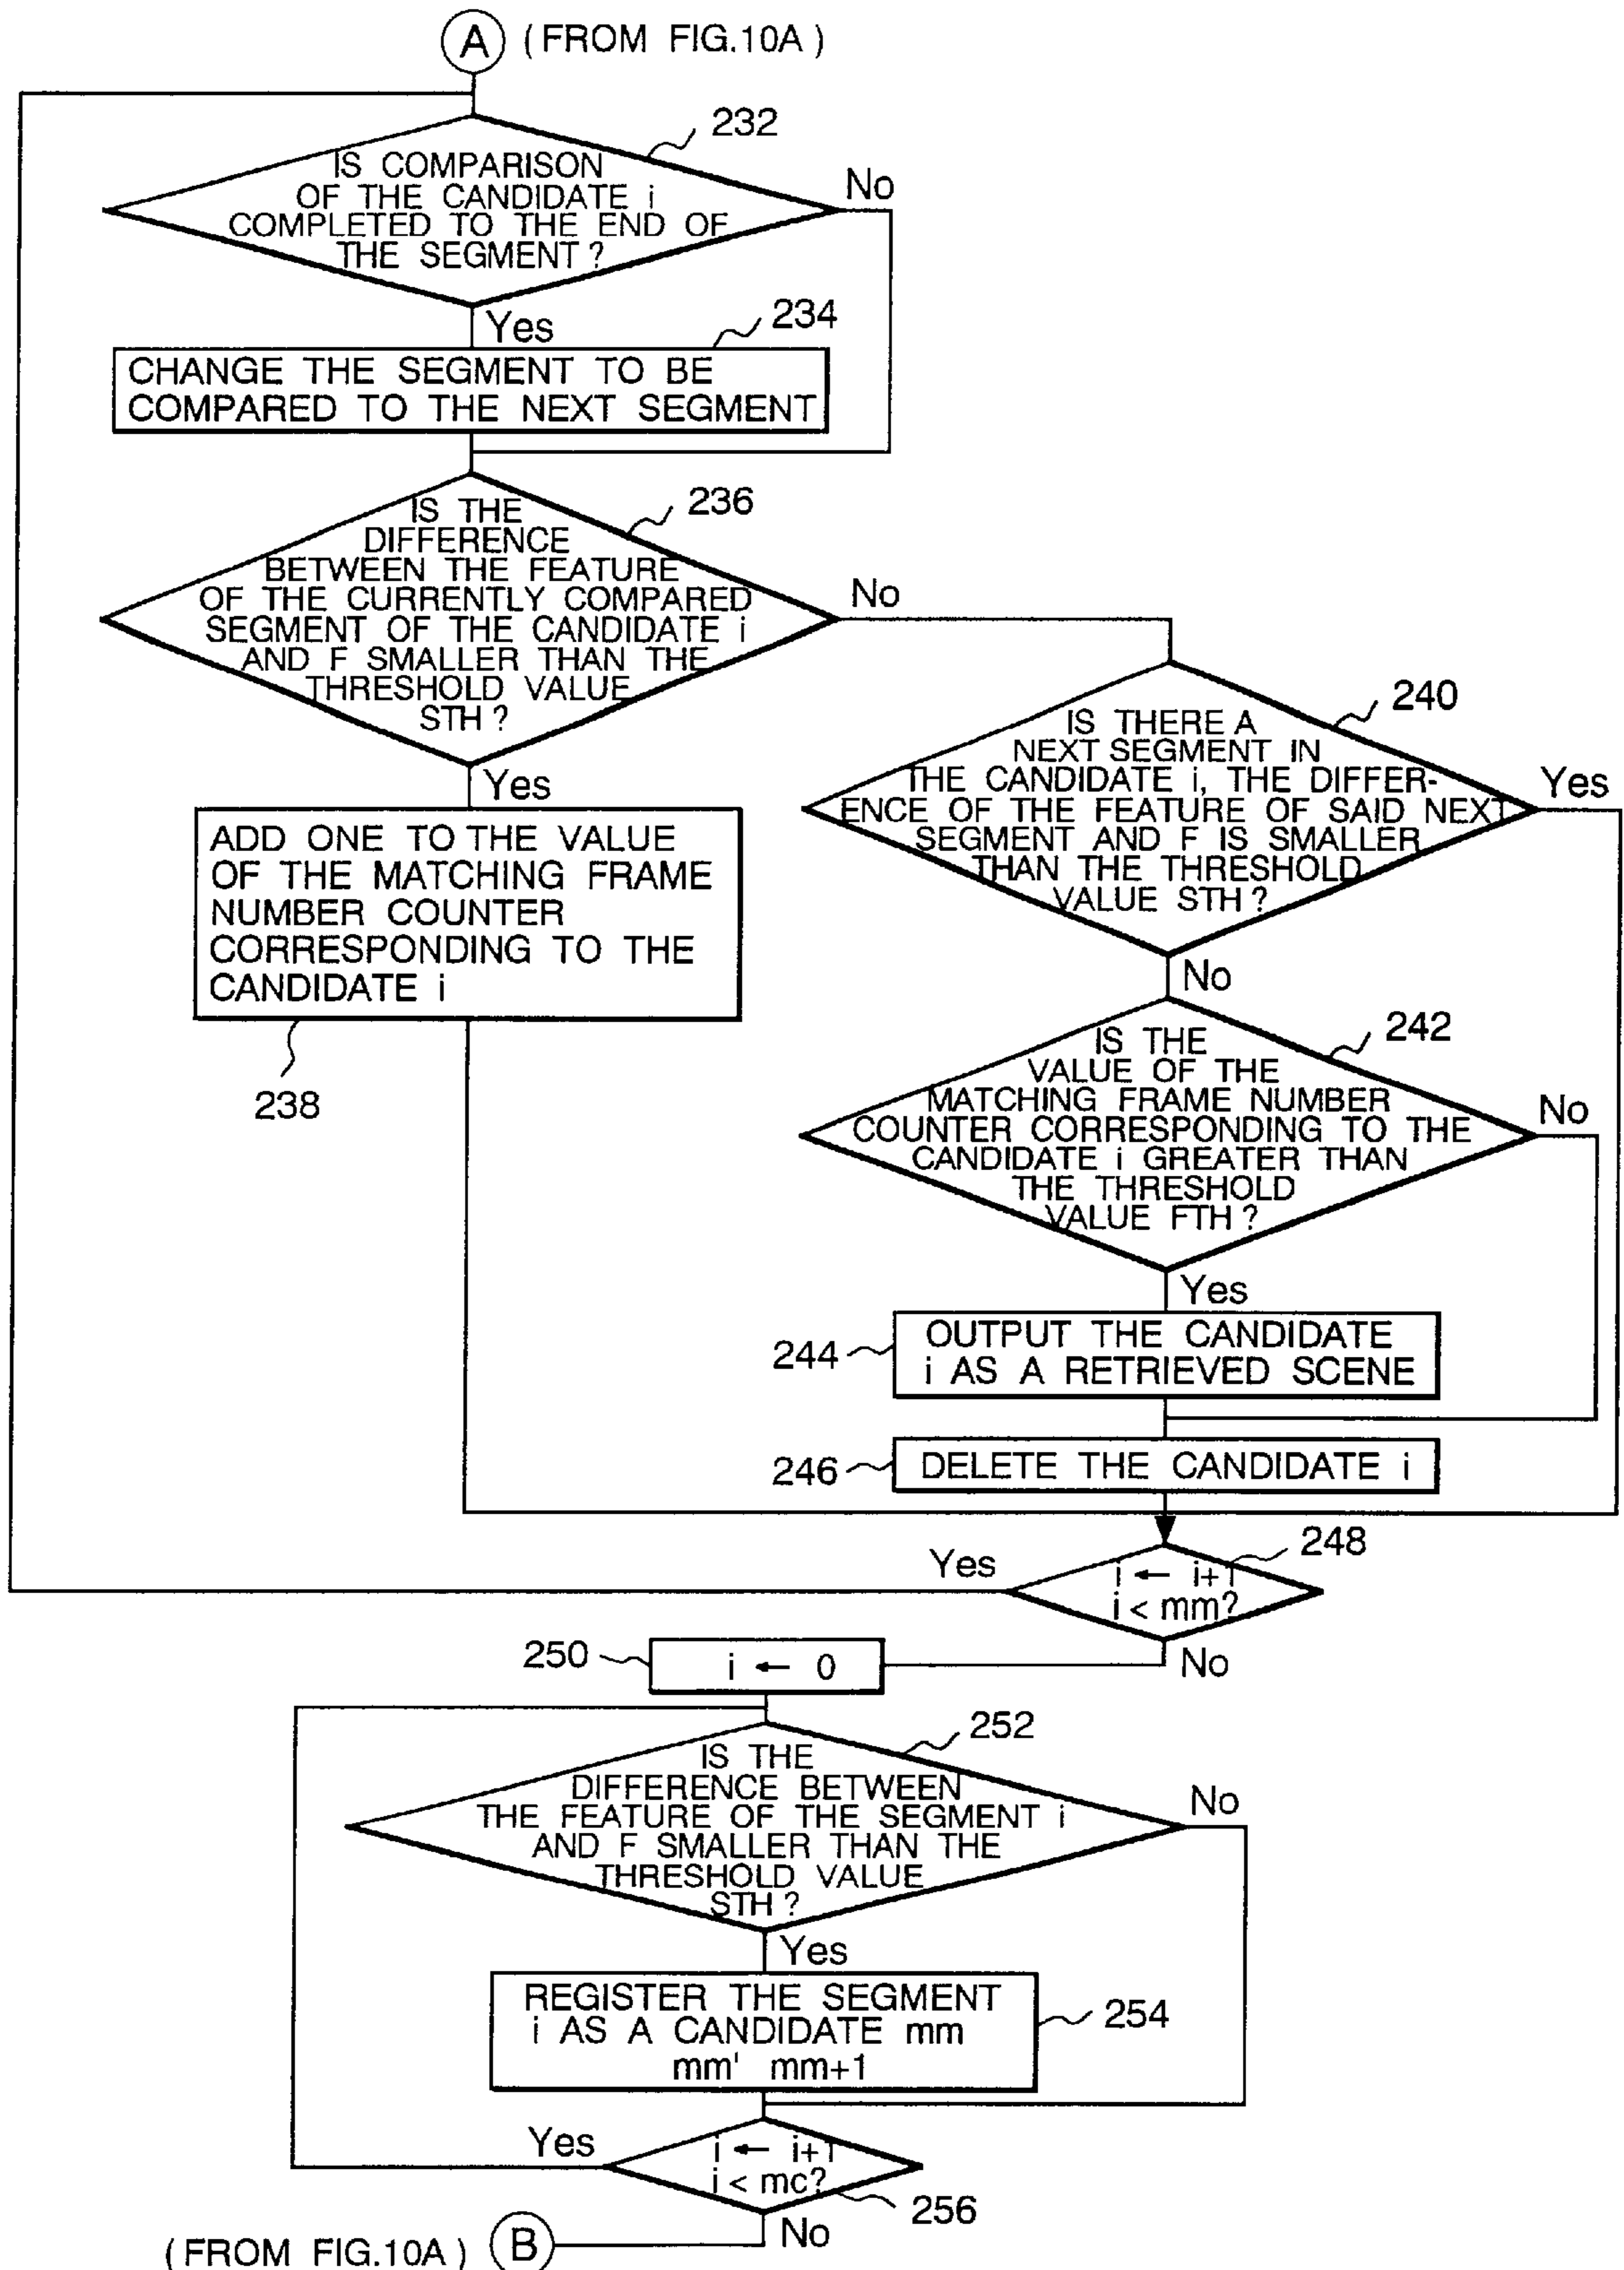 A (FROM FIG.10A)
232
IS COMPARISON
OF THE CANDIDATE i
COMPLETED TO THE END OF
THE SEGMENT?
No
Yes
234
CHANGE THE SEGMENT TO BE
COMPARED TO THE NEXT SEGMENT
236
IS THE
DIFFERENCE
BETWEEN THE FEATURE
OF THE CURRENTLY COMPARED
SEGMENT OF THE CANDIDATE i
AND F SMALLER THAN THE
THRESHOLD VALUE
STH?
No
Yes
ADD ONE TO THE VALUE
OF THE MATCHING FRAME
NUMBER COUNTER
CORRESPONDING TO THE
CANDIDATE i
238
240
IS THERE A
NEXT SEGMENT IN
THE CANDIDATE i, THE DIFFER-
ENCE OF THE FEATURE OF SAID NEXT
SEGMENT AND F IS SMALLER
THAN THE THRESHOLD
VALUE STH?
Yes
No
242
IS THE
VALUE OF THE
MATCHING FRAME NUMBER
COUNTER CORRESPONDING TO THE
CANDIDATE i GREATER THAN
THE THRESHOLD
VALUE FTH?
No
Yes
244
OUTPUT THE CANDIDATE
i AS A RETRIEVED SCENE
246
DELETE THE CANDIDATE i
248
i ← i+1
i < mm?
Yes
No
250
i ← 0
252
IS THE
DIFFERENCE BETWEEN
THE FEATURE OF THE SEGMENT i
AND F SMALLER THAN THE
THRESHOLD VALUE
STH?
No
Yes
REGISTER THE SEGMENT
i AS A CANDIDATE mm
mm' mm+1
254
Yes
i ← i+1
i < mc?
256
No
(FROM FIG.10A) B